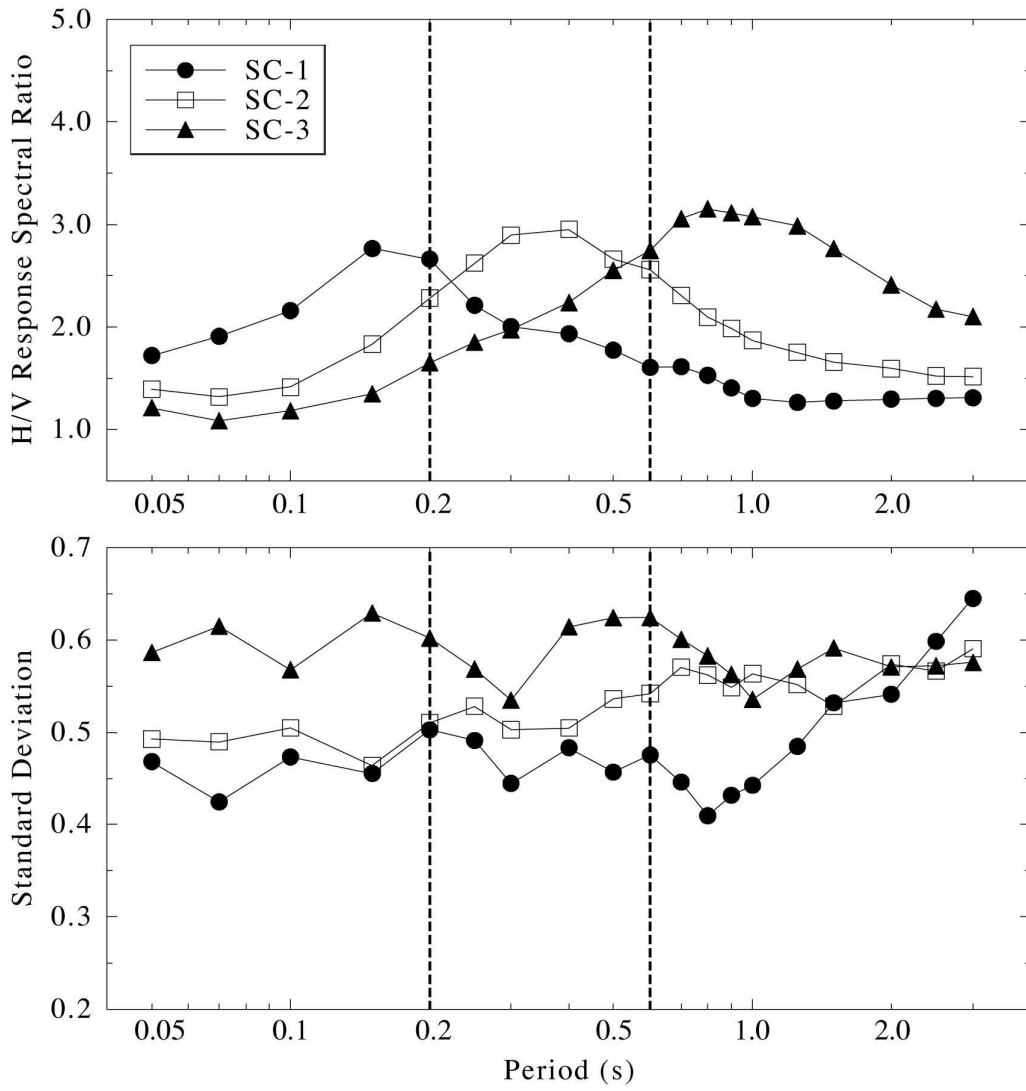 H/V Response Spectral Ratio
5.0
4.0
3.0
2.0
1.0
SC-1
SC-2
SC-3
0.05 0.1 0.2 0.5 1.0 2.0
Standard Deviation
0.7
0.6
0.5
0.4
0.3
0.2
0.05 0.1 0.2 0.5 1.0 2.0
Period (s)